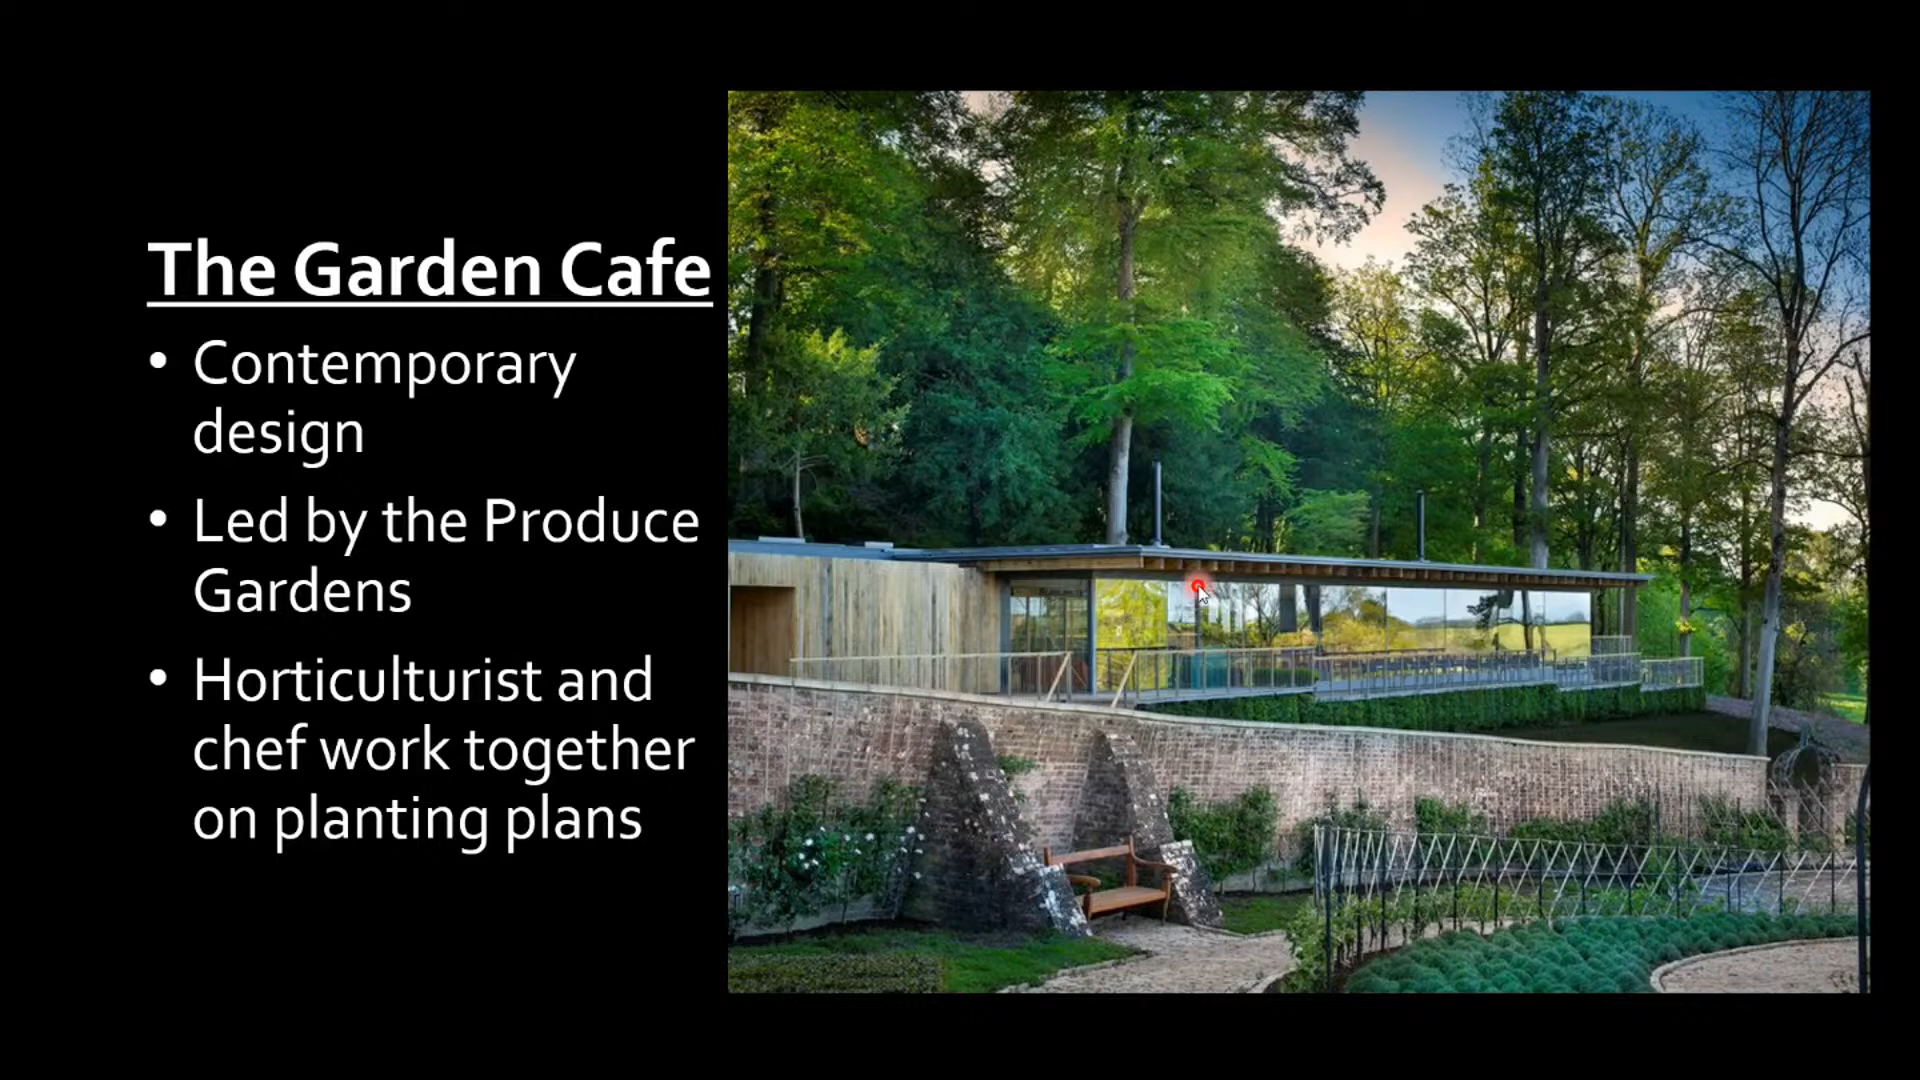 The Garden Cafe
• Contemporary
design
• Led by the Produce
Gardens
• Horticulturist and
chef work together
on planting plans